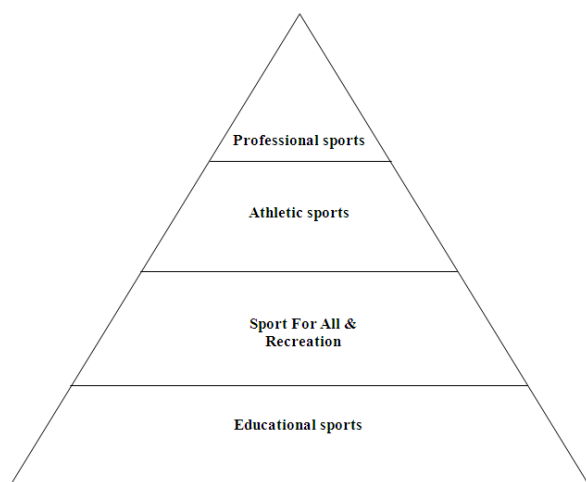 Professional sports
Athletic sports
Sport For All &
Recreation
Educational sports